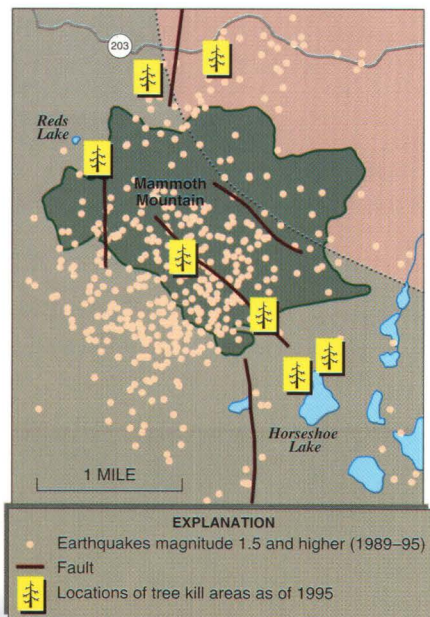 203
Reds
Lake
Mammoth
Mountain
Horseshoe
Lake
1 MILE
EXPLANATION
Earthquakes magnitude 1.5 and higher (1989–95)
Fault
Locations of tree kill areas as of 1995